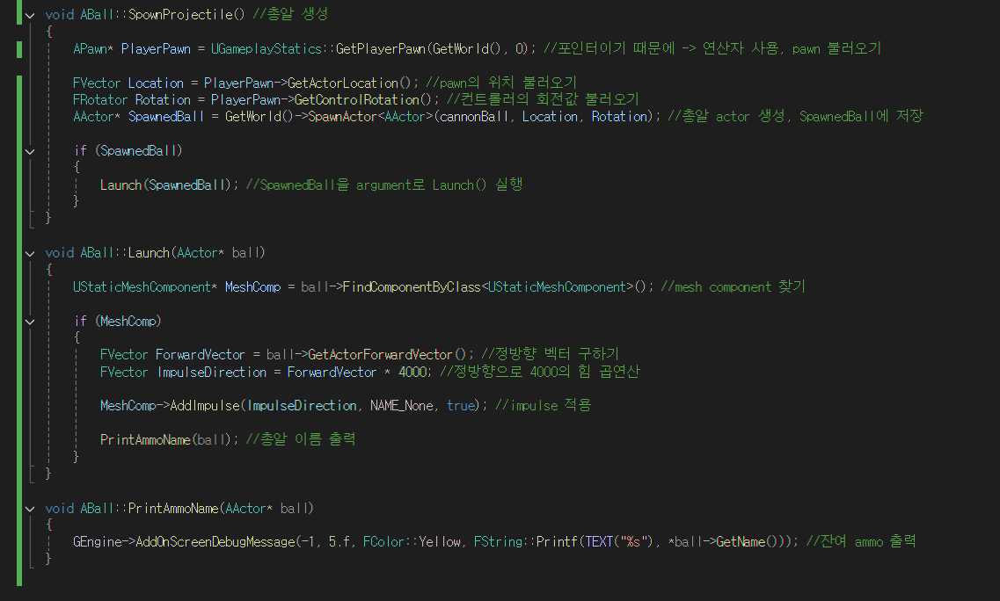 void ABall::SpownProjectile() //총알 생성
{
APawn* PlayerPawn = UGameplayStatics::GetPlayerPawn(GetWorld(), 0); //포인터이기 때문에 -> 연산자 사용, pawn 불러오기
FVector Location = PlayerPawn->GetActorLocation(); //pawn의 위치 불러오기
FRotator Rotation = PlayerPawn->GetControlRotation(); //컨트롤러의 회전값 불러오기
AActor* SpawnedBall = GetWorld()->SpawnActor<AActor>(cannonBall, Location, Rotation); //총알 actor 생성, SpawnedBall에 저장
if (SpawnedBall)
{
Launch(SpawnedBall); //SpawnedBall을 argument로 Launch() 실행
}
}
void ABall::Launch(AActor* ball)
{
UStaticMeshComponent* MeshComp = ball->FindComponentByClass<UStaticMeshComponent>(); //mesh component 찾기
if (MeshComp)
{
FVector ForwardVector = ball->GetActorForwardVector(); //정방향 벡터 구하기
FVector ImpulseDirection = ForwardVector * 4000; //정방향으로 4000의 힘 곱연산
MeshComp->AddImpulse(ImpulseDirection, NAME_None, true); //impulse 적용
PrintAmmoName(ball); //총알 이름 출력
}
}
void ABall::PrintAmmoName(AActor* ball)
{
GEngine->AddOnScreenDebugMessage(-1, 5.f, FColor::Yellow, FString::Printf(TEXT("%s"), *ball->GetName())); //잔여 ammo 출력
}